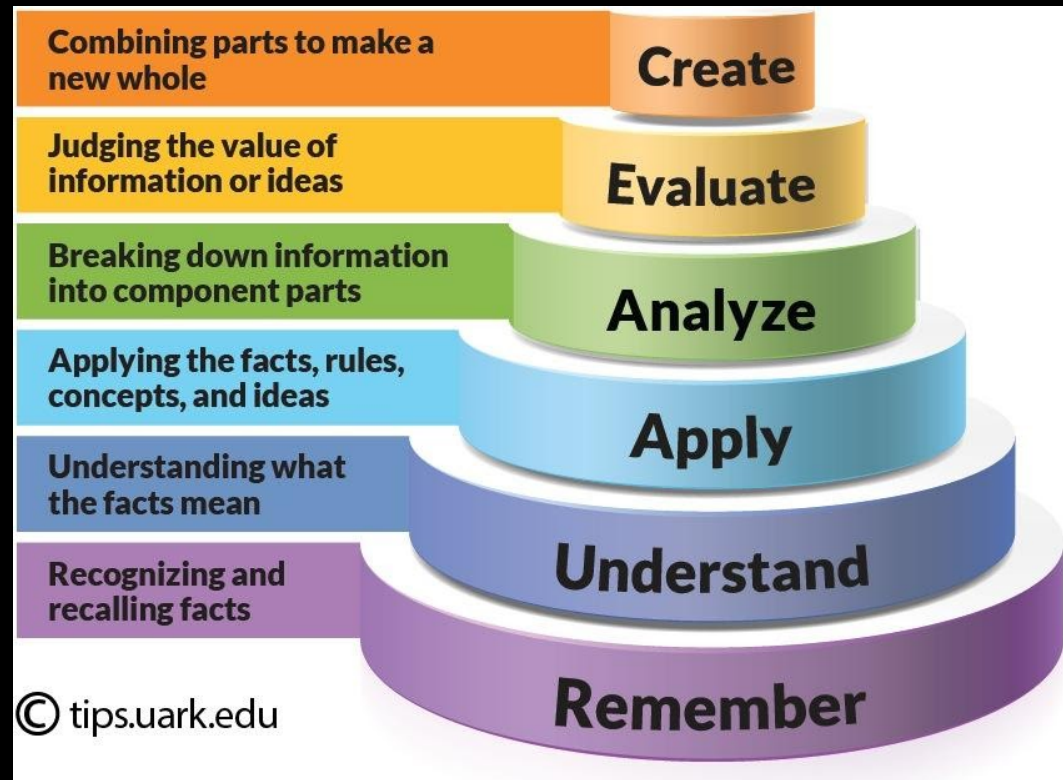 Combining parts to make a
new whole
Create
Judging the value of
information or ideas
Evaluate
Breaking down information
into component parts
Analyze
Applying the facts, rules,
concepts, and ideas
Apply
Understanding what
the facts mean
Understand
Recognizing and
recalling facts
Remember
© tips.uark.edu